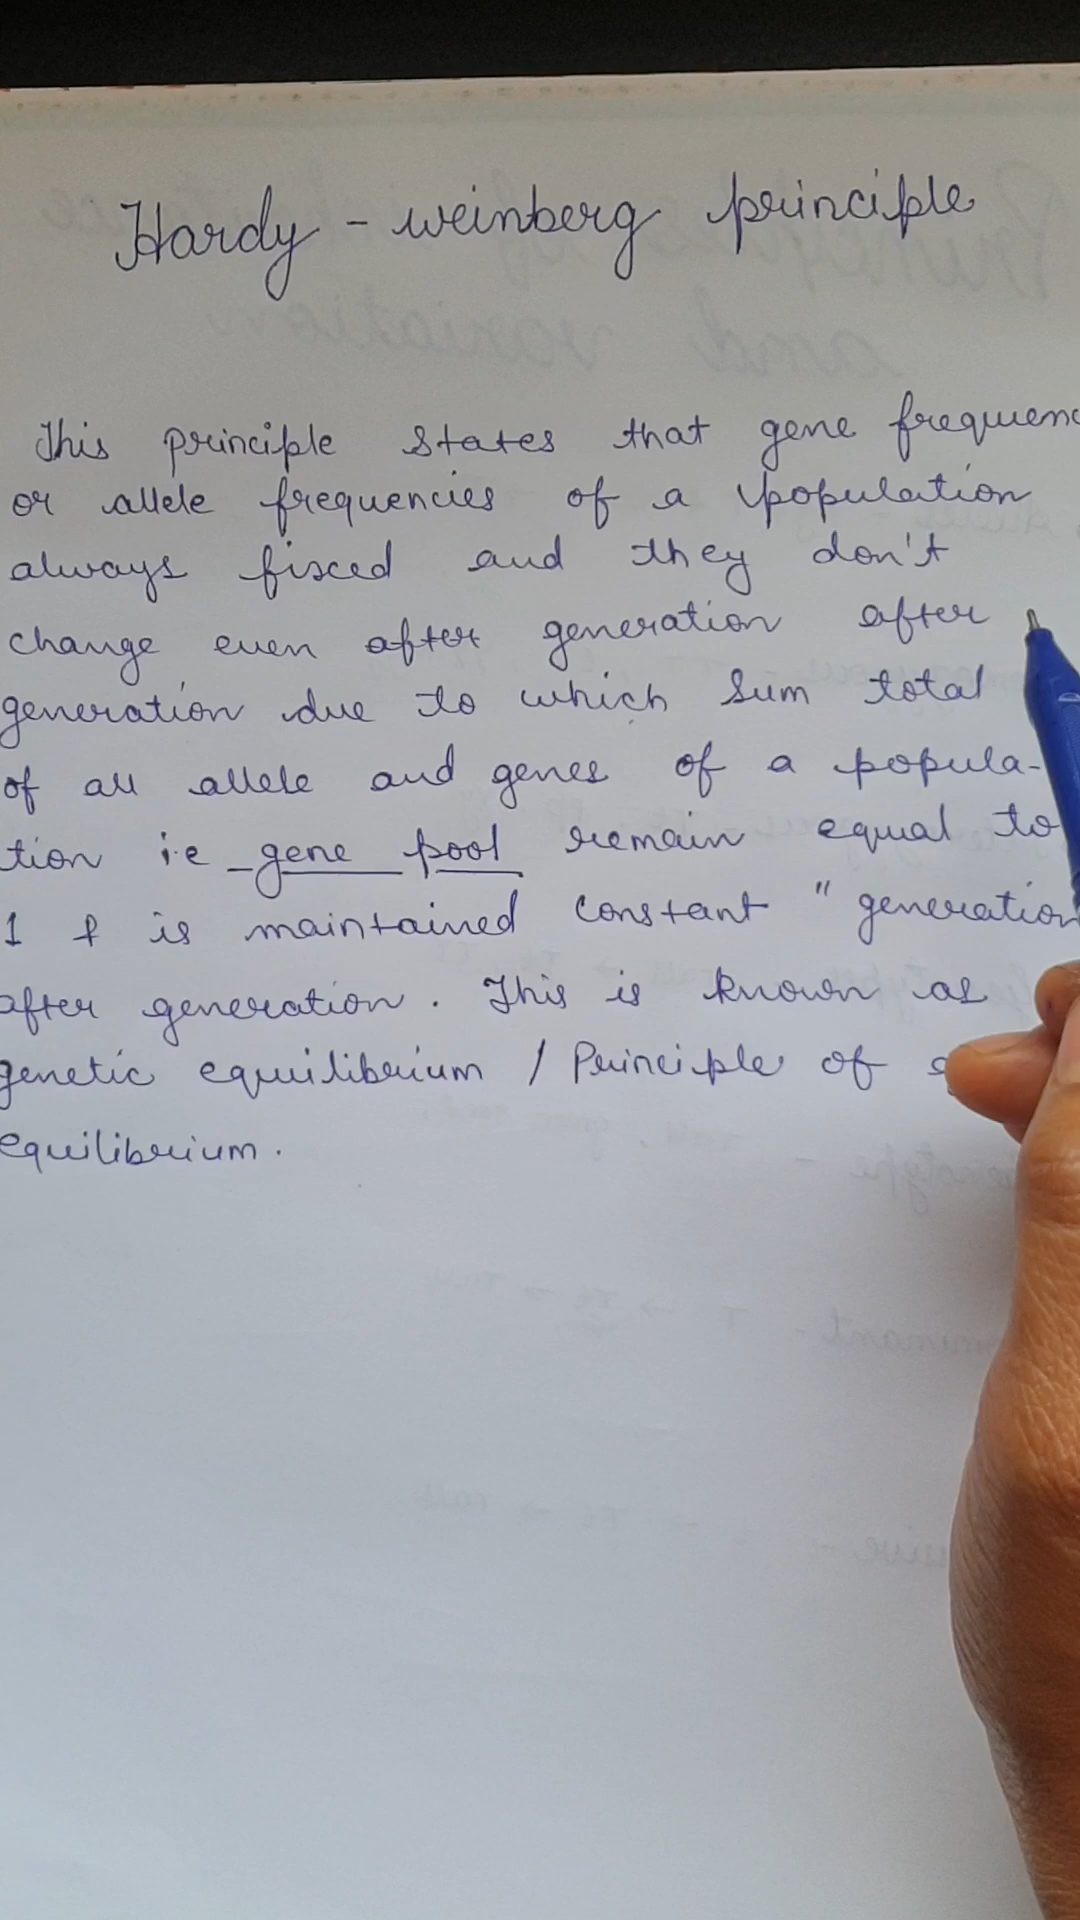 Hardy - weinberg principle
This principle states that gene
or allele frequencies of a population
always fixed and they don't
change even after generation after
generation due to which sum total
of all allele and genes of a popula-
tion i.e gene pool remain equal to
1 & is maintained constant "generation
after generation. This is known as
genetic equilibrium / Principle of
equilibrium.